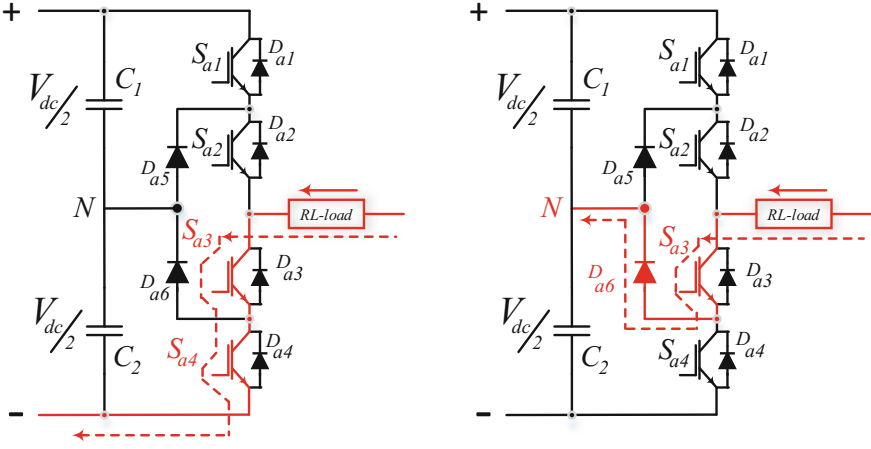 +
S_a1 D_a1
V_dc/2 C_1
S_a2 D_a2
D_a5
N
RL-load
S_a3
D_a6 D_a3
V_dc/2 C_2
S_a4 D_a4
-
+
S_a1 D_a1
V_dc/2 C_1
S_a2 D_a2
D_a5
N
RL-load
S_a3
D_a6 D_a3
V_dc/2 C_2
S_a4 D_a4
-